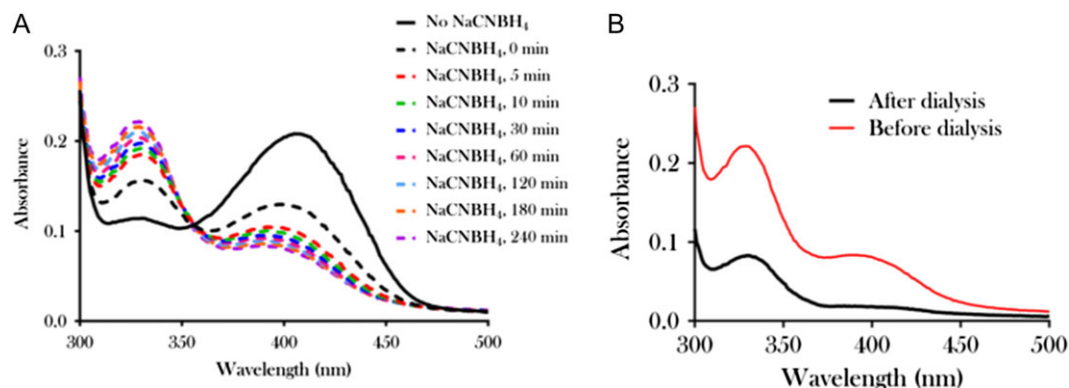 A
B
No NaCNBH₄
NaCNBH₄, 0 min
NaCNBH₄, 5 min
NaCNBH₄, 10 min
NaCNBH₄, 30 min
NaCNBH₄, 60 min
NaCNBH₄, 120 min
NaCNBH₄, 180 min
NaCNBH₄, 240 min
0.3
0.2
0.1
0.0
Absorbance
300
350
400
450
500
Wavelength (nm)
After dialysis
Before dialysis
0.3
0.2
0.1
0.0
Absorbance
300
350
400
450
500
Wavelength (nm)